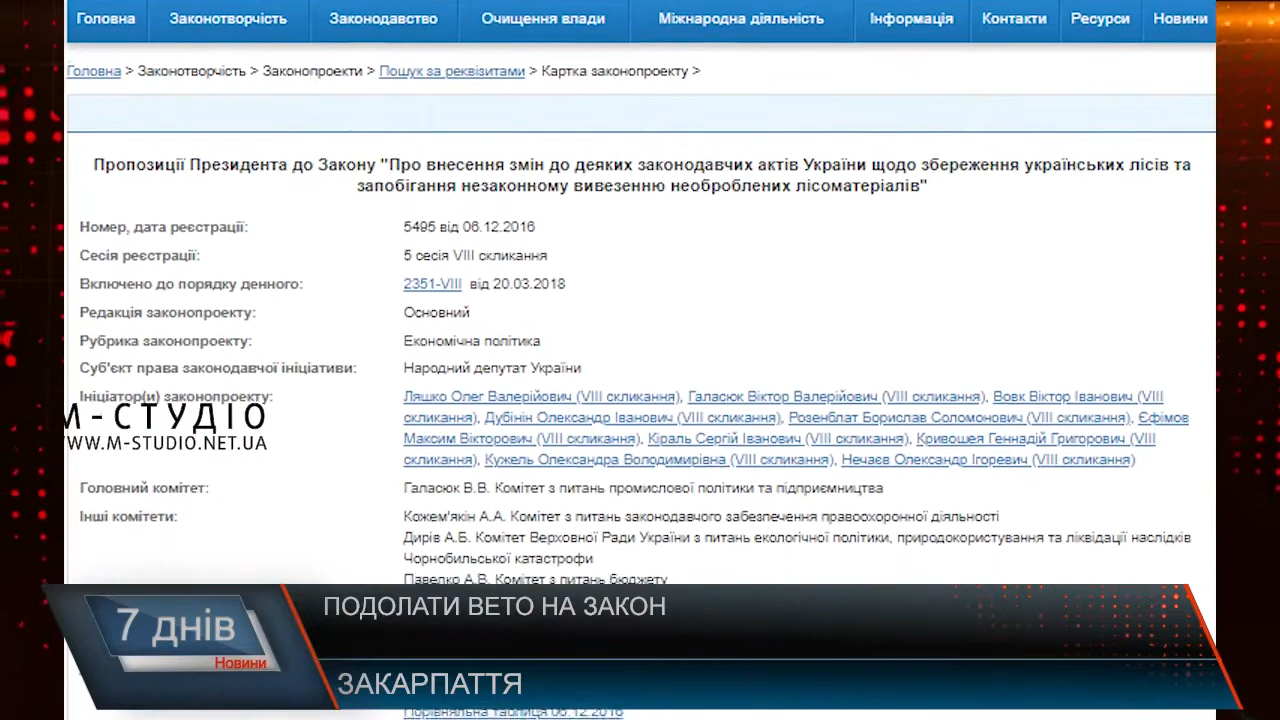 Головна Законотворчість Законодавство Очищення влади Міжнародна діяльність Інформація Контакти Ресурси Новини
Головна > Законотворчість > Законопроекти > Пошук за реквізитами > Картка законопроекту >
Пропозиції Президента до Закону "Про внесення змін до деяких законодавчих актів України щодо збереження українських лісів та
запобігання незаконному вивезенню необроблених лісоматеріалів"
Номер, дата реєстрації: 5495 від 06.12.2016
Сесія реєстрації: 5 сесія VIII скликання
Включено до порядку денного: 2351-VIII від 20.03.2018
Редакція законопроекту: Основний
Рубрика законопроекту: Економічна політика
Суб'єкт права законодавчої ініціативи: Народний депутат України
Ініціатор(и) законопроекту: Ляшко Олег Валерійович (VIII скликання), Галасюк Віктор Валерійович (VIII скликання), Вовк Віктор Іванович (VIII
скликання), Дубінін Олександр Іванович (VIII скликання), Розенблат Борислав Соломонович (VIII скликання), Єфімов
Максим Вікторович (VIII скликання), Кіраль Сергій Іванович (VIII скликання), Кривошея Геннадій Григорович (VIII
скликання), Кужель Олександра Володимирівна (VIII скликання), Нечаєв Олександр Ігоревич (VIII скликання)
М-СТУДІО
WWW.M-STUDIO.NET.UA
Головний комітет: Галасюк В.В. Комітет з питань промислової політики та підприємництва
Інші комітети: Кожем'якін А.А. Комітет з питань законодавчого забезпечення правоохоронної діяльності
Дирів А.Б. Комітет Верховної Ради України з питань екологічної політики, природокористування та ліквідації наслідків
Чорнобильської катастрофи
Павелко А.В. Комітет з питань бюджету
7 днів
Новини
ПОДОЛАТИ ВЕТО НА ЗАКОН
ЗАКАРПАТТЯ
Порівняльна таблиця 06.12.2016